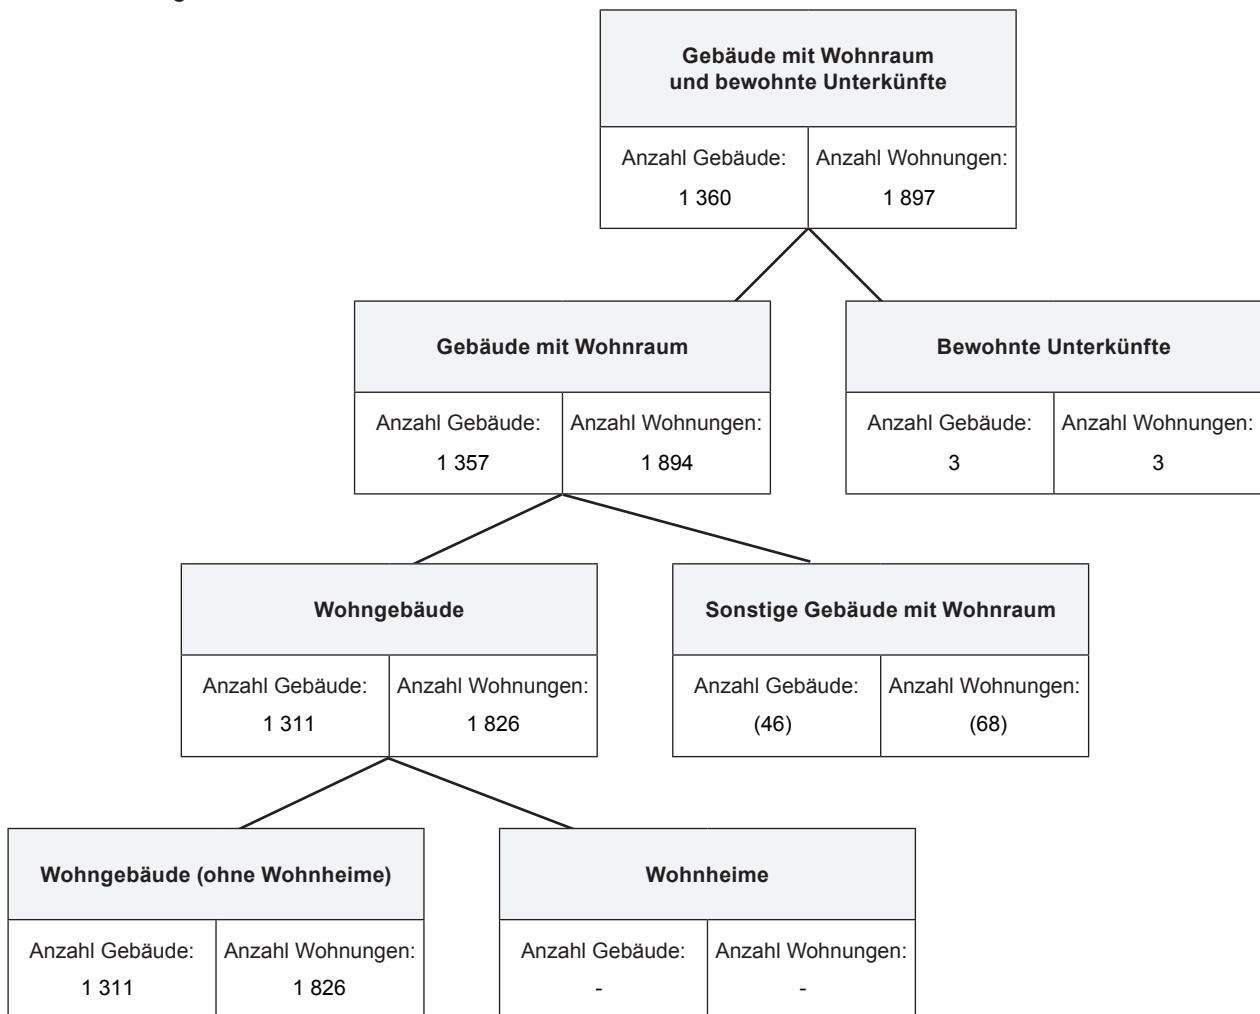 Gebäude mit Wohnraum
und bewohnte Unterkünfte
Anzahl Gebäude: Anzahl Wohnungen:
1 360 1 897
Gebäude mit Wohnraum Bewohnte Unterkünfte
Anzahl Gebäude: Anzahl Wohnungen: Anzahl Gebäude: Anzahl Wohnungen:
1 357 1 894 3 3
Wohngebäude Sonstige Gebäude mit Wohnraum
Anzahl Gebäude: Anzahl Wohnungen: Anzahl Gebäude: Anzahl Wohnungen:
1 311 1 826 (46) (68)
Wohngebäude (ohne Wohnheime) Wohnheime
Anzahl Gebäude: Anzahl Wohnungen: Anzahl Gebäude: Anzahl Wohnungen:
1 311 1 826 - -